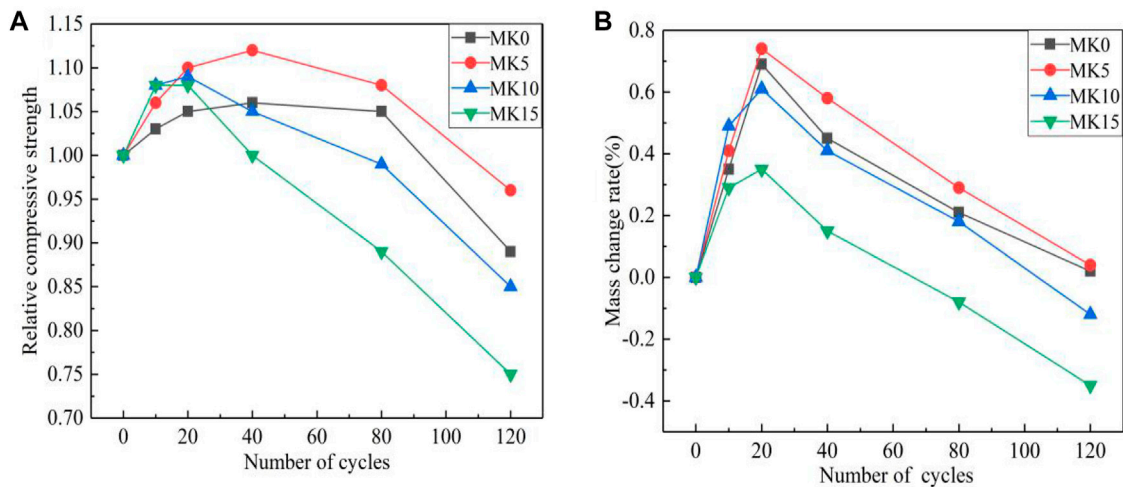 A
1.15
1.10
1.05
1.00
0.95
0.90
0.85
0.80
0.75
0.70
Relative compressive strength
MK0
MK5
MK10
MK15
0 20 40 60 80 100 120
Number of cycles
B
0.8
0.6
0.4
0.2
0.0
-0.2
-0.4
Mass change rate(%)
MK0
MK5
MK10
MK15
0 20 40 60 80 100 120
Number of cycles